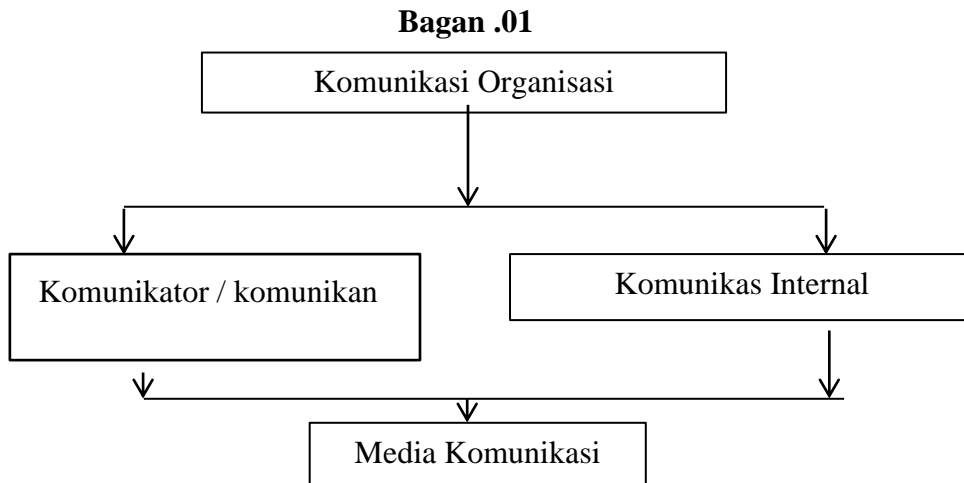 Bagan .01
Komunikasi Organisasi
Komunikator / komunikan
Komunikas Internal
Media Komunikasi